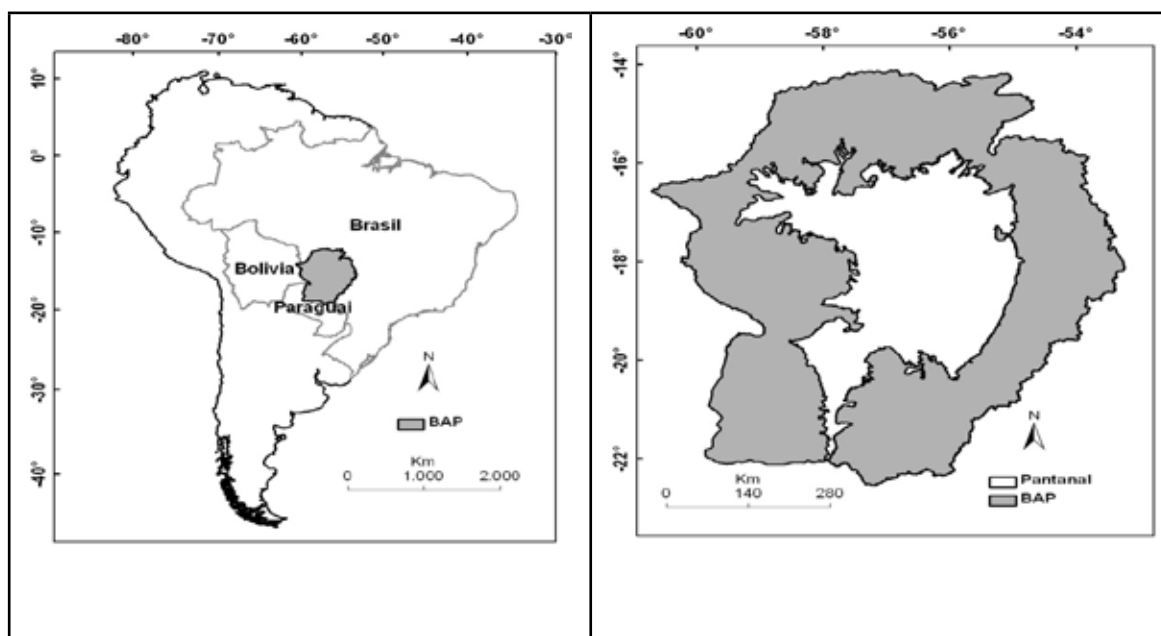 -80° -70° -60° -50° -40° -30°
10°
0°
-10°
-20°
-30°
-40°
Brasil
Bolivia
Paraguai
N
BAP
Km
0 1.000 2.000
-60° -58° -56° -54°
-14°
-16°
-18°
-20°
-22°
N
Km
0 140 280
Pantanal
BAP